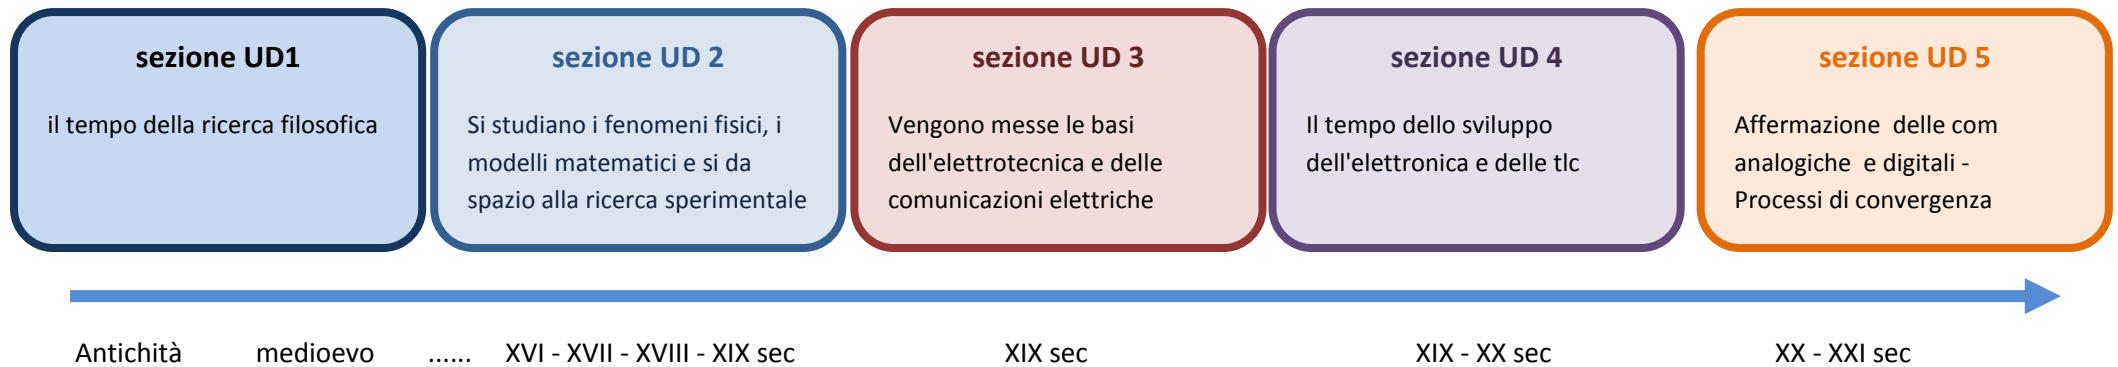 sezione UD1
il tempo della ricerca filosofica
sezione UD 2
Si studiano i fenomeni fisici, i
modelli matematici e si da
spazio alla ricerca sperimentale
sezione UD 3
Vengono messe le basi
dell'elettrotecnica e delle
comunicazioni elettriche
sezione UD 4
Il tempo dello sviluppo
dell'elettronica e delle tlc
sezione UD 5
Affermazione delle com
analogiche e digitali -
Processi di convergenza
Antichità medioevo ...... XVI - XVII - XVIII - XIX sec XIX sec XIX - XX sec XX - XXI sec